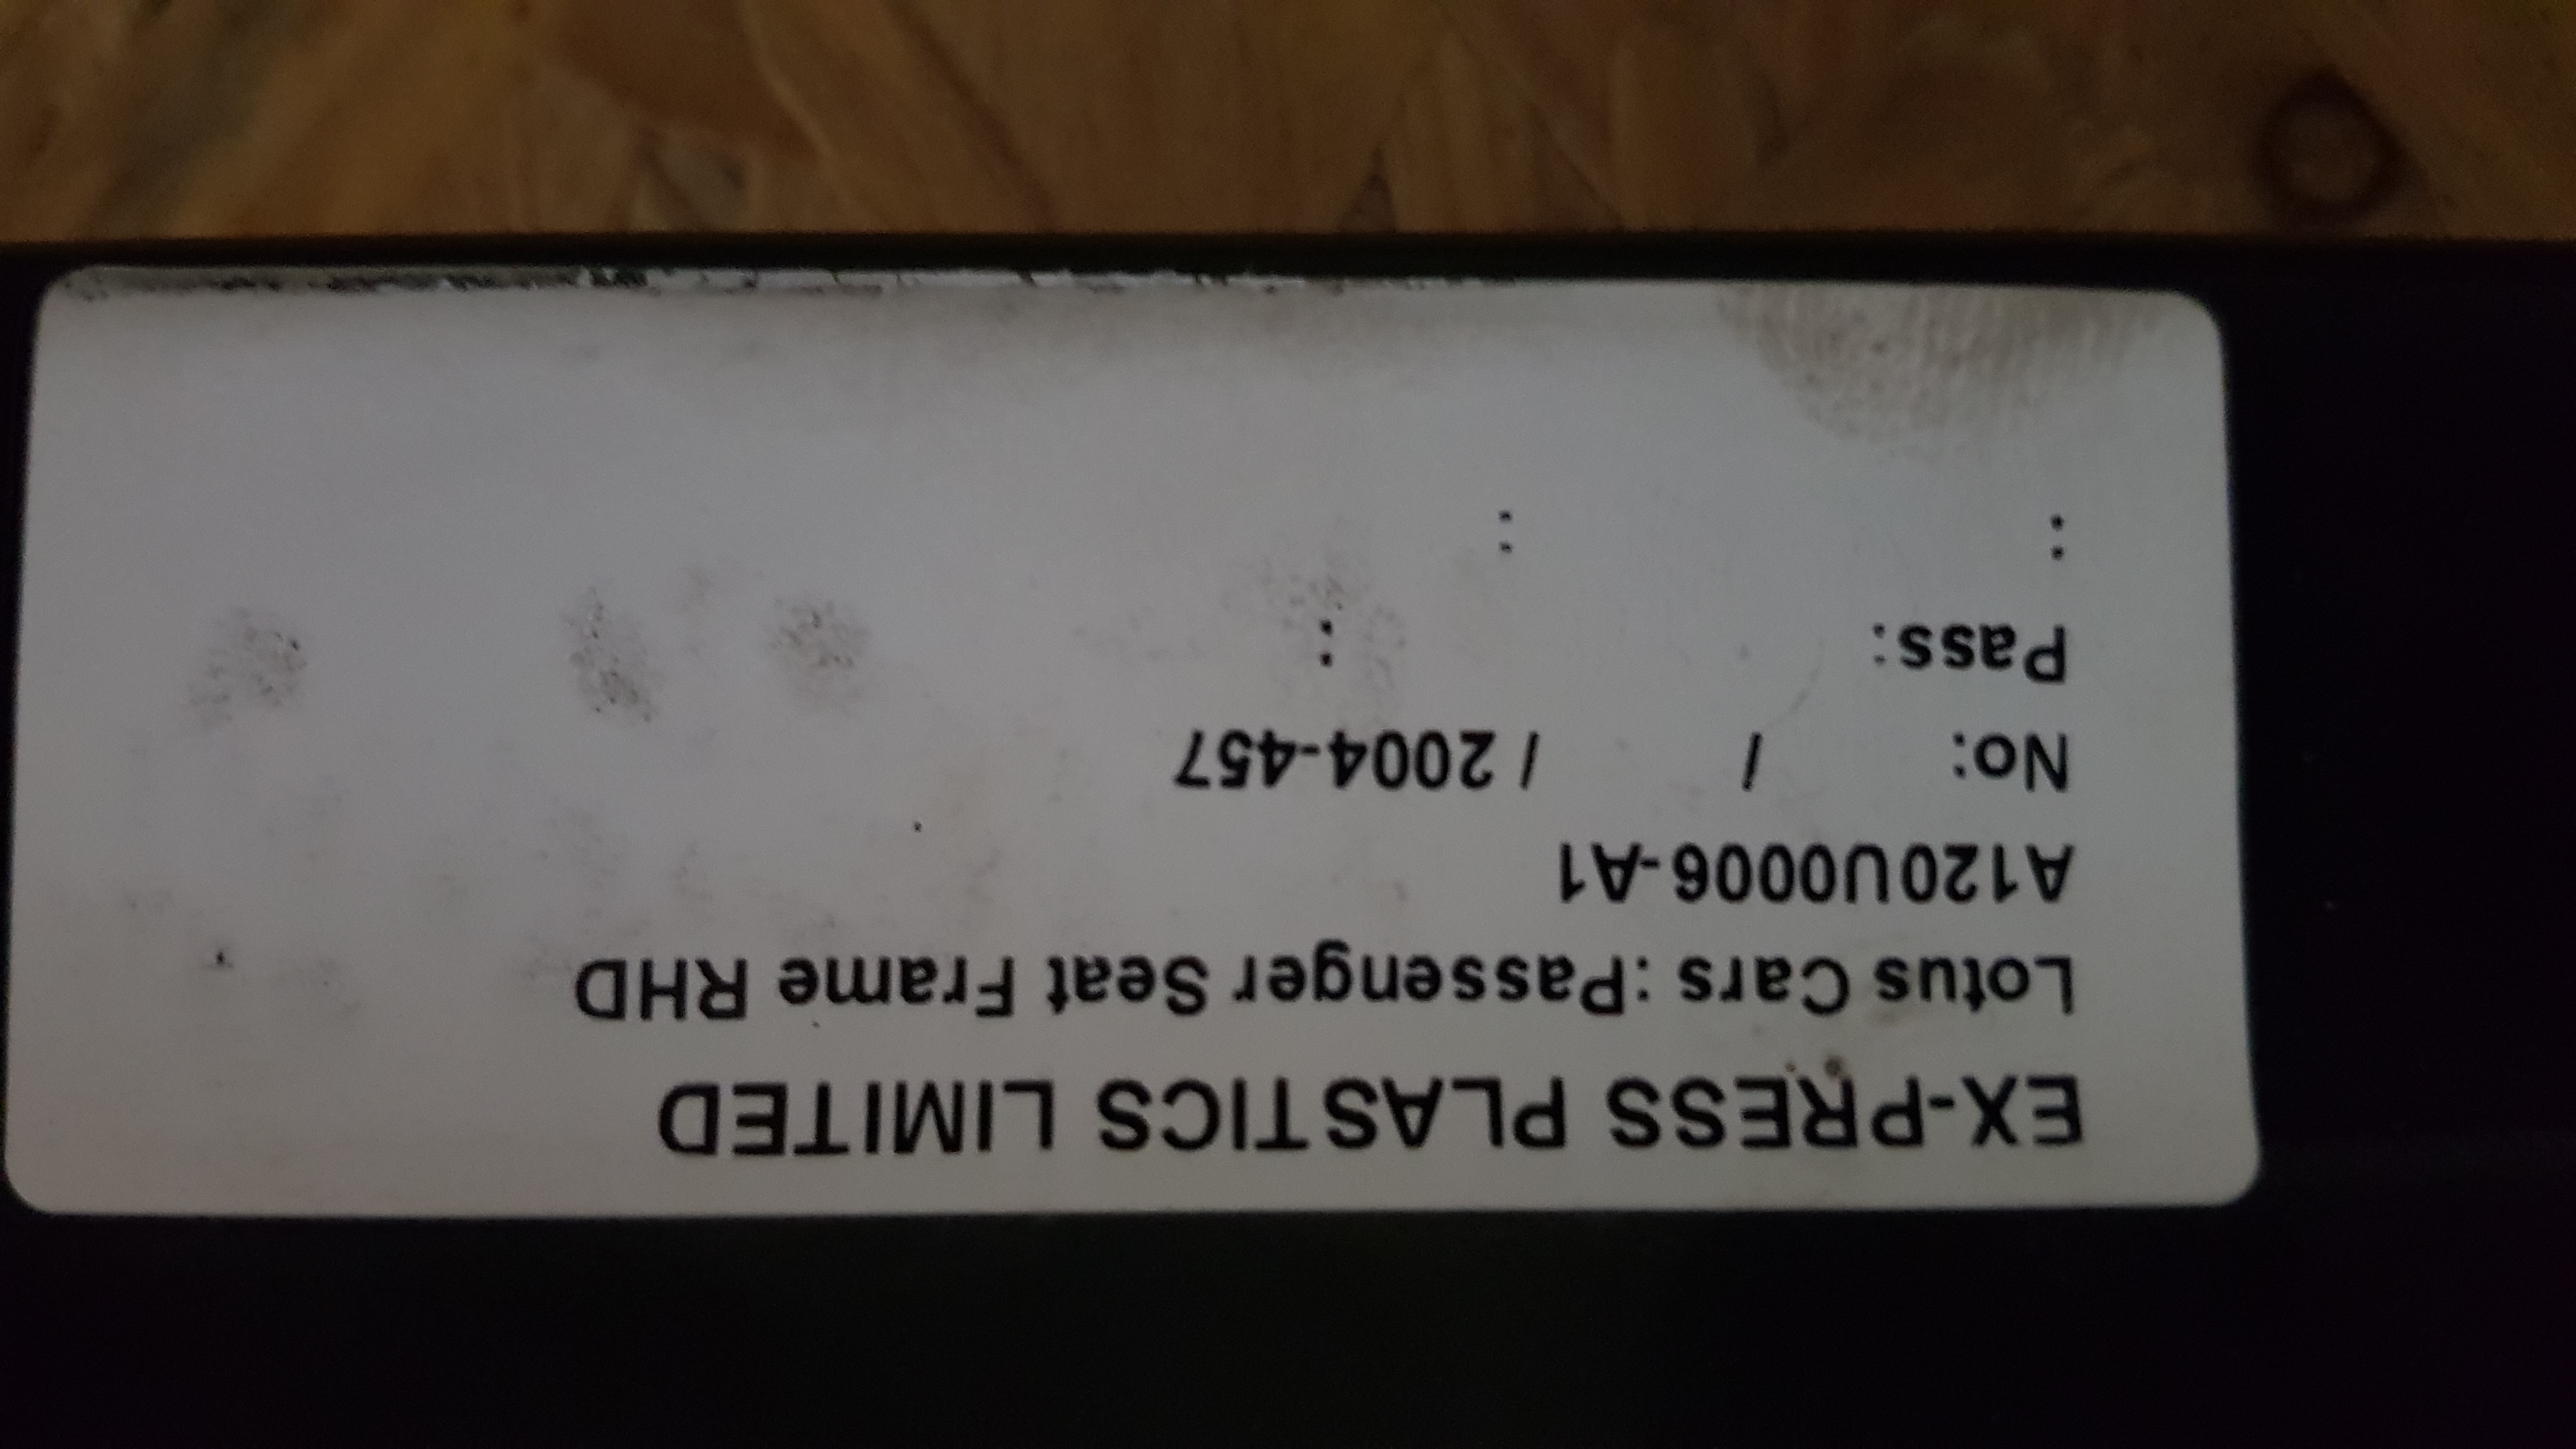 EX-PRESS PLASTICS LIMITED
Lotus Cars : Passenger Seat Frame RHD
A120U0006-A1
No: / / 2004-457
Pass: :
: :